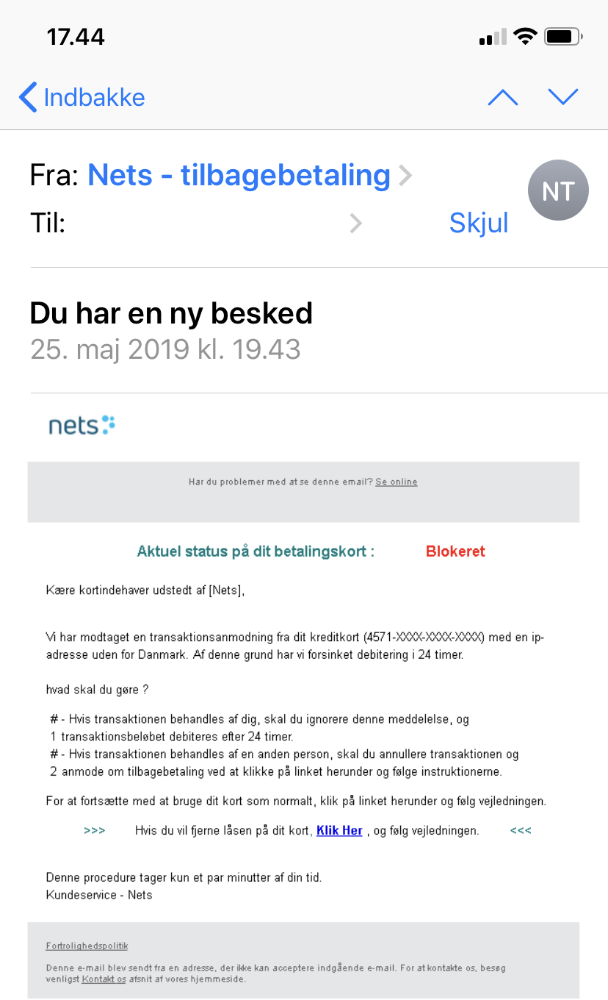 17.44
Indbakke
Fra: Nets - tilbagebetaling
NT
Til:
Skjul
Du har en ny besked
25. maj 2019 kl. 19.43
nets
Har du problemer med at se denne email? Se online
Aktuel status på dit betalingskort : Blokeret
Kære kortindehaver udstedt af [Nets],
Vi har modtaget en transaktionsanmodning fra dit kreditkort (4571-XXXX-XXXX-XXXX) med en ip-
adresse uden for Danmark. Af denne grund har vi forsinket debitering i 24 timer.
hvad skal du gøre ?
# - Hvis transaktionen behandles af dig, skal du ignorere denne meddelelse, og
1 transaktionsbeløbet debiteres efter 24 timer.
# - Hvis transaktionen behandles af en anden person, skal du annullere transaktionen og
2 anmode om tilbagebetaling ved at klikke på linket herunder og følge instruktionerne.
For at fortsætte med at bruge dit kort som normalt, klik på linket herunder og følg vejledningen.
>>> Hvis du vil fjerne låsen på dit kort, Klik Her , og følg vejledningen. <<<
Denne procedure tager kun et par minutter af din tid.
Kundeservice - Nets
Fortrolighedspolitik
Denne e-mail blev sendt fra en adresse, der ikke kan acceptere indgående e-mail. For at kontakte os, besøg
venligst Kontakt os afsnit af vores hjemmeside.